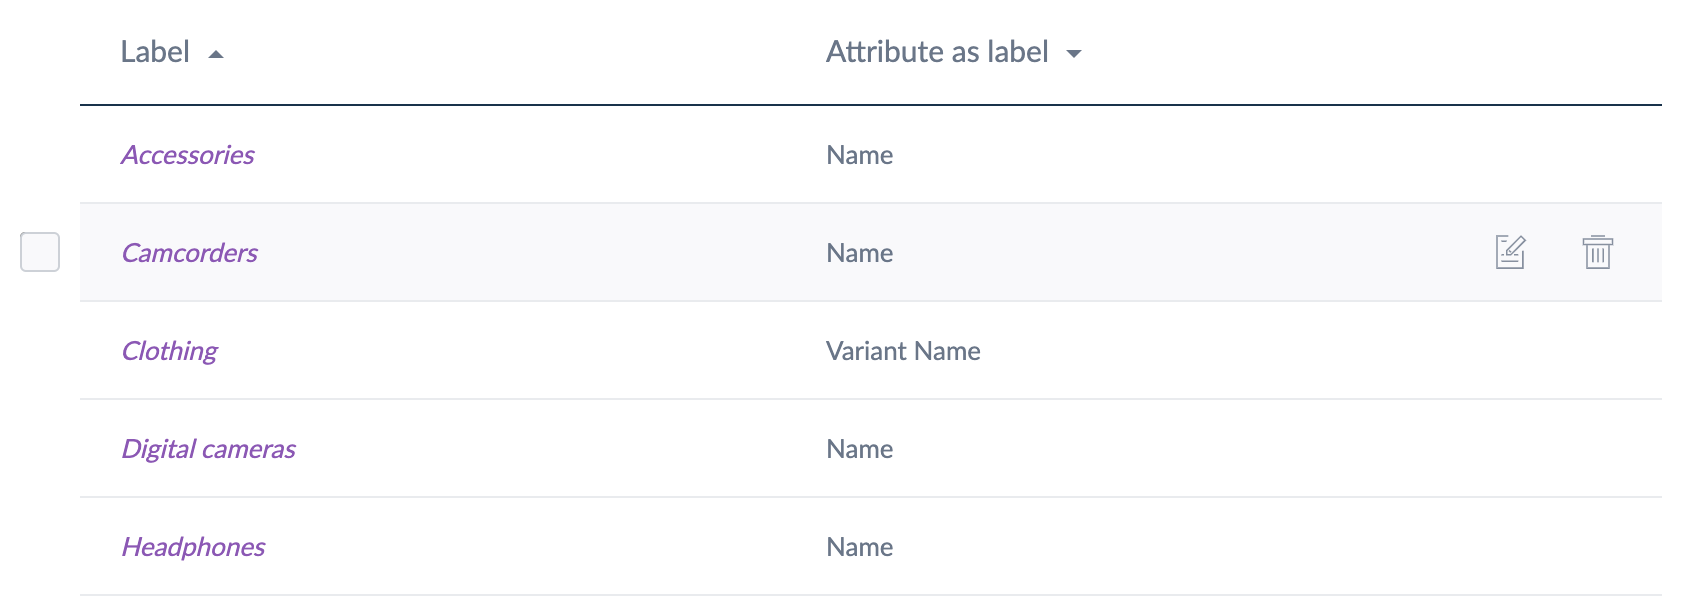 Label Attribute as label
Accessories Name
Camcorders Name
Clothing Variant Name
Digital cameras Name
Headphones Name